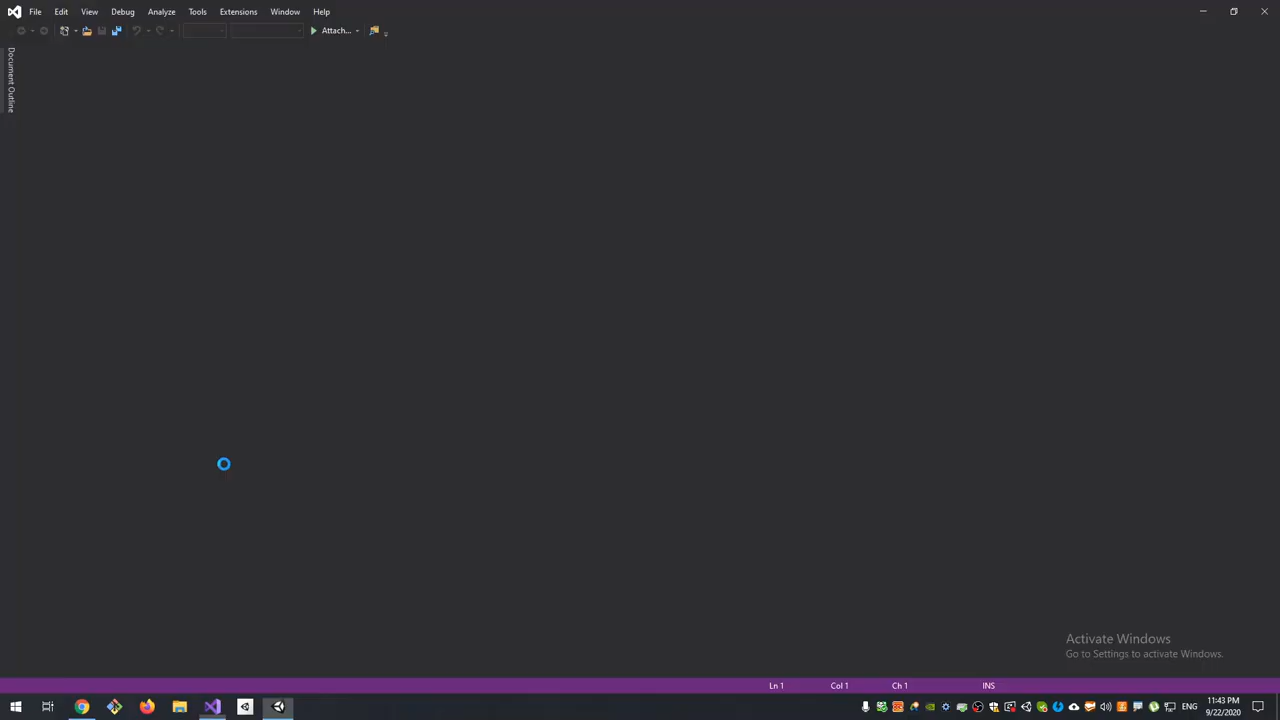 File Edit View Debug Analyze Tools Extensions Window Help
Attach...
Document Outline
Activate Windows
Go to Settings to activate Windows.
Ln 1 Col 1 Ch 1 INS
ENG
11:43 PM
9/22/2020